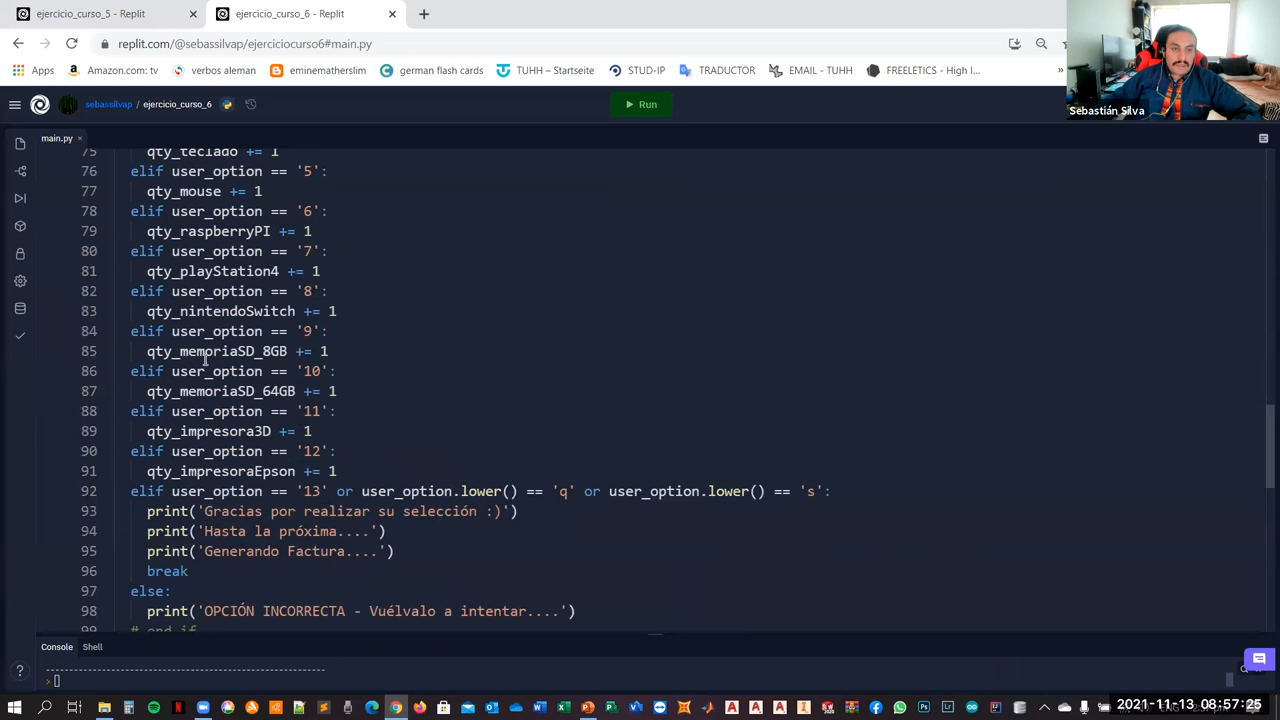 ejercicio_curso_5 - Replit
ejercicio_curso_6 - Replit
replit.com/@sebassilvap/ejerciciocurso6#main.py
Apps
Amazon.com: tv
verbos aleman
eminematherslim
german flash card
TUHH – Startseite
STUD-IP
TRADUCTOR
EMAIL - TUHH
FREELETICS - High I...
»
Sebastián Silva
sebassilvap / ejercicio_curso_6
Run
main.py
75 qty_teclado += 1
76 elif user_option == '5':
77 qty_mouse += 1
78 elif user_option == '6':
79 qty_raspberryPI += 1
80 elif user_option == '7':
81 qty_playStation4 += 1
82 elif user_option == '8':
83 qty_nintendoSwitch += 1
84 elif user_option == '9':
85 qty_memoriaSD_8GB += 1
86 elif user_option == '10':
87 qty_memoriaSD_64GB += 1
88 elif user_option == '11':
89 qty_impresora3D += 1
90 elif user_option == '12':
91 qty_impresoraEpson += 1
92 elif user_option == '13' or user_option.lower() == 'q' or user_option.lower() == 's':
93 print('Gracias por realizar su selección :)')
94 print('Hasta la próxima....')
95 print('Generando Factura....')
96 break
97 else:
98 print('OPCIÓN INCORRECTA - Vuélvalo a intentar....')
99 # end if
Console Shell
--------------------------------------------------------
>
2021-11-13 08:57:25